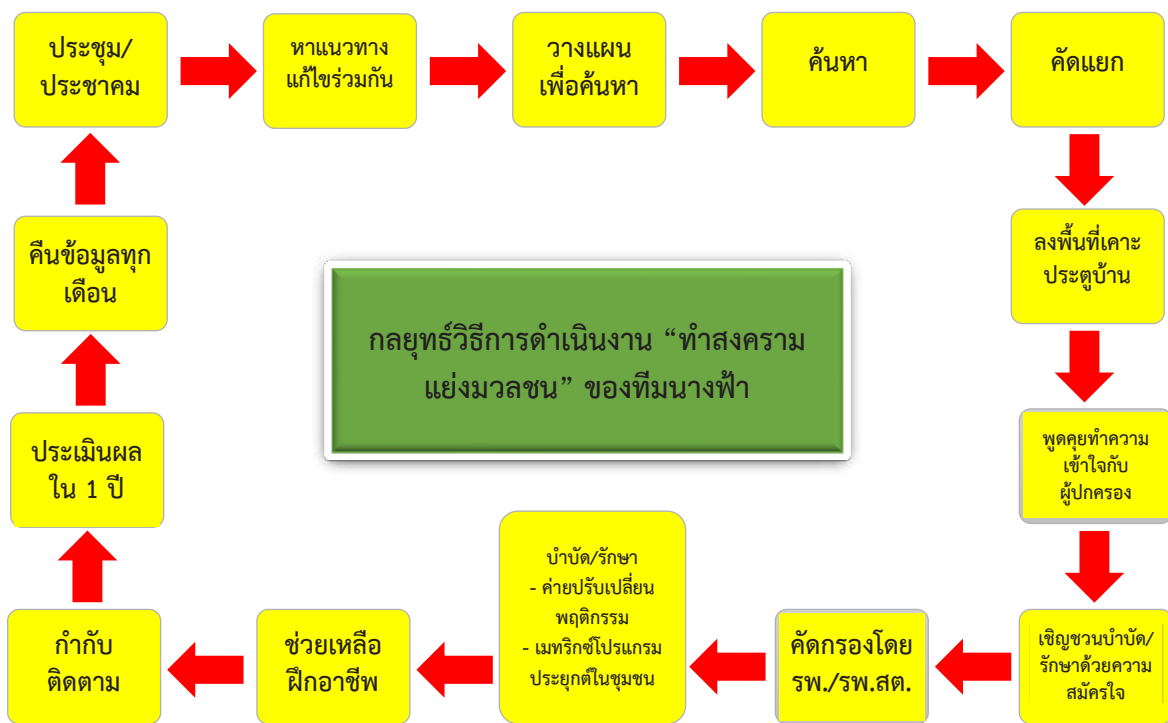 ประชุม/
ประชาคม
หาแนวทาง
แก้ไขร่วมกัน
วางแผน
เพื่อค้นหา
ค้นหา
คัดแยก
ลงพื้นที่เคาะ
ประตูบ้าน
พูดคุยทำความ
เข้าใจกับ
ผู้ปกครอง
เชิญชวนบำบัด/
รักษาด้วยความ
สมัครใจ
คัดกรองโดย
รพ./รพ.สต.
บำบัด/รักษา
- ค่ายปรับเปลี่ยน
พฤติกรรม
- เมทริกซ์โปรแกรม
ประยุกต์ในชุมชน
ช่วยเหลือ
ฝึกอาชีพ
กำกับ
ติดตาม
ประเมินผล
ใน 1 ปี
คืนข้อมูลทุก
เดือน
กลยุทธ์วิธีการดำเนินงาน “ทำสงคราม
แย่งมวลชน” ของทีมนางฟ้า